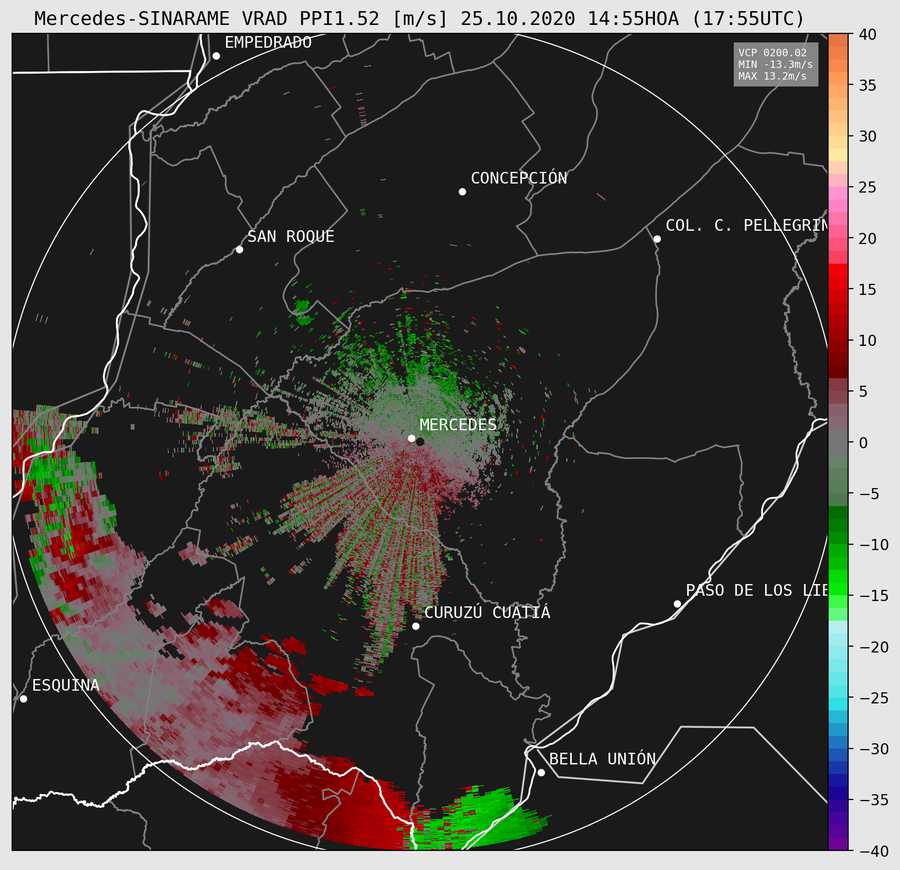 Mercedes-SINARAME VRAD PPI1.52 [m/s] 25.10.2020 14:55HOA (17:55UTC)
EMPEDRADO
VCP 0200.02
MIN -13.3m/s
MAX 13.2m/s
CONCEPCIÓN
COL. C. PELLEGRIN
SAN ROQUE
MERCEDES
PASO DE LOS LIE
CURUZÚ CUATIÁ
ESQUINA
BELLA UNIÓN
40
35
30
25
20
15
10
5
0
−5
−10
−15
−20
−25
−30
−35
−40